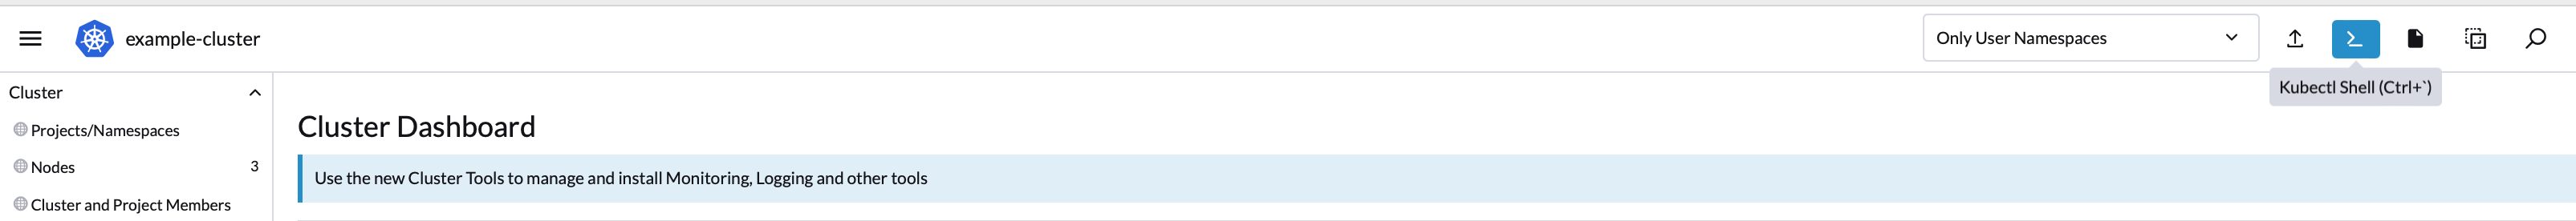 example-cluster
Only User Namespaces
Kubectl Shell (Ctrl+`)
Cluster
Projects/Namespaces
Nodes 3
Cluster and Project Members
Cluster Dashboard
Use the new Cluster Tools to manage and install Monitoring, Logging and other tools